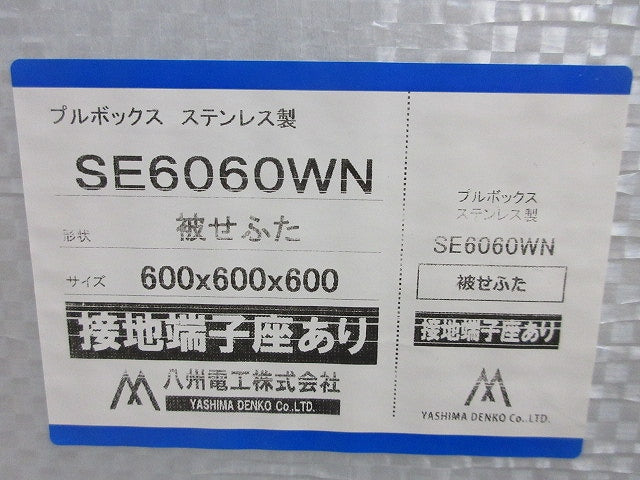 プルボックス ステンレス製
SE6060WN
形状 被せふた
サイズ 600x600x600
接地端子座あり
八州電工株式会社
YASHIMA DENKO Co.,LTD.
プルボックス
ステンレス製
SE6060WN
被せふた
接地端子座あり
YASHIMA DENKO Co.,LTD.